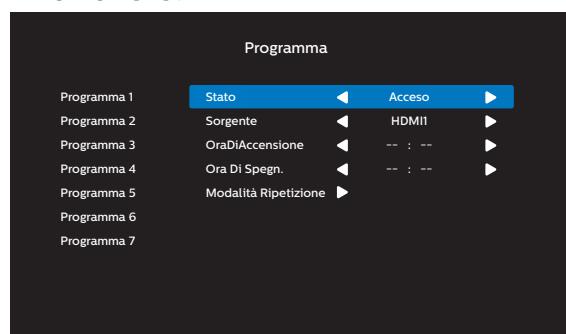 Programma
Programma 1 Stato Acceso
Programma 2 Sorgente HDMI1
Programma 3 OraDiAccensione -- : --
Programma 4 Ora Di Spegn. -- : --
Programma 5 Modalità Ripetizione
Programma 6
Programma 7